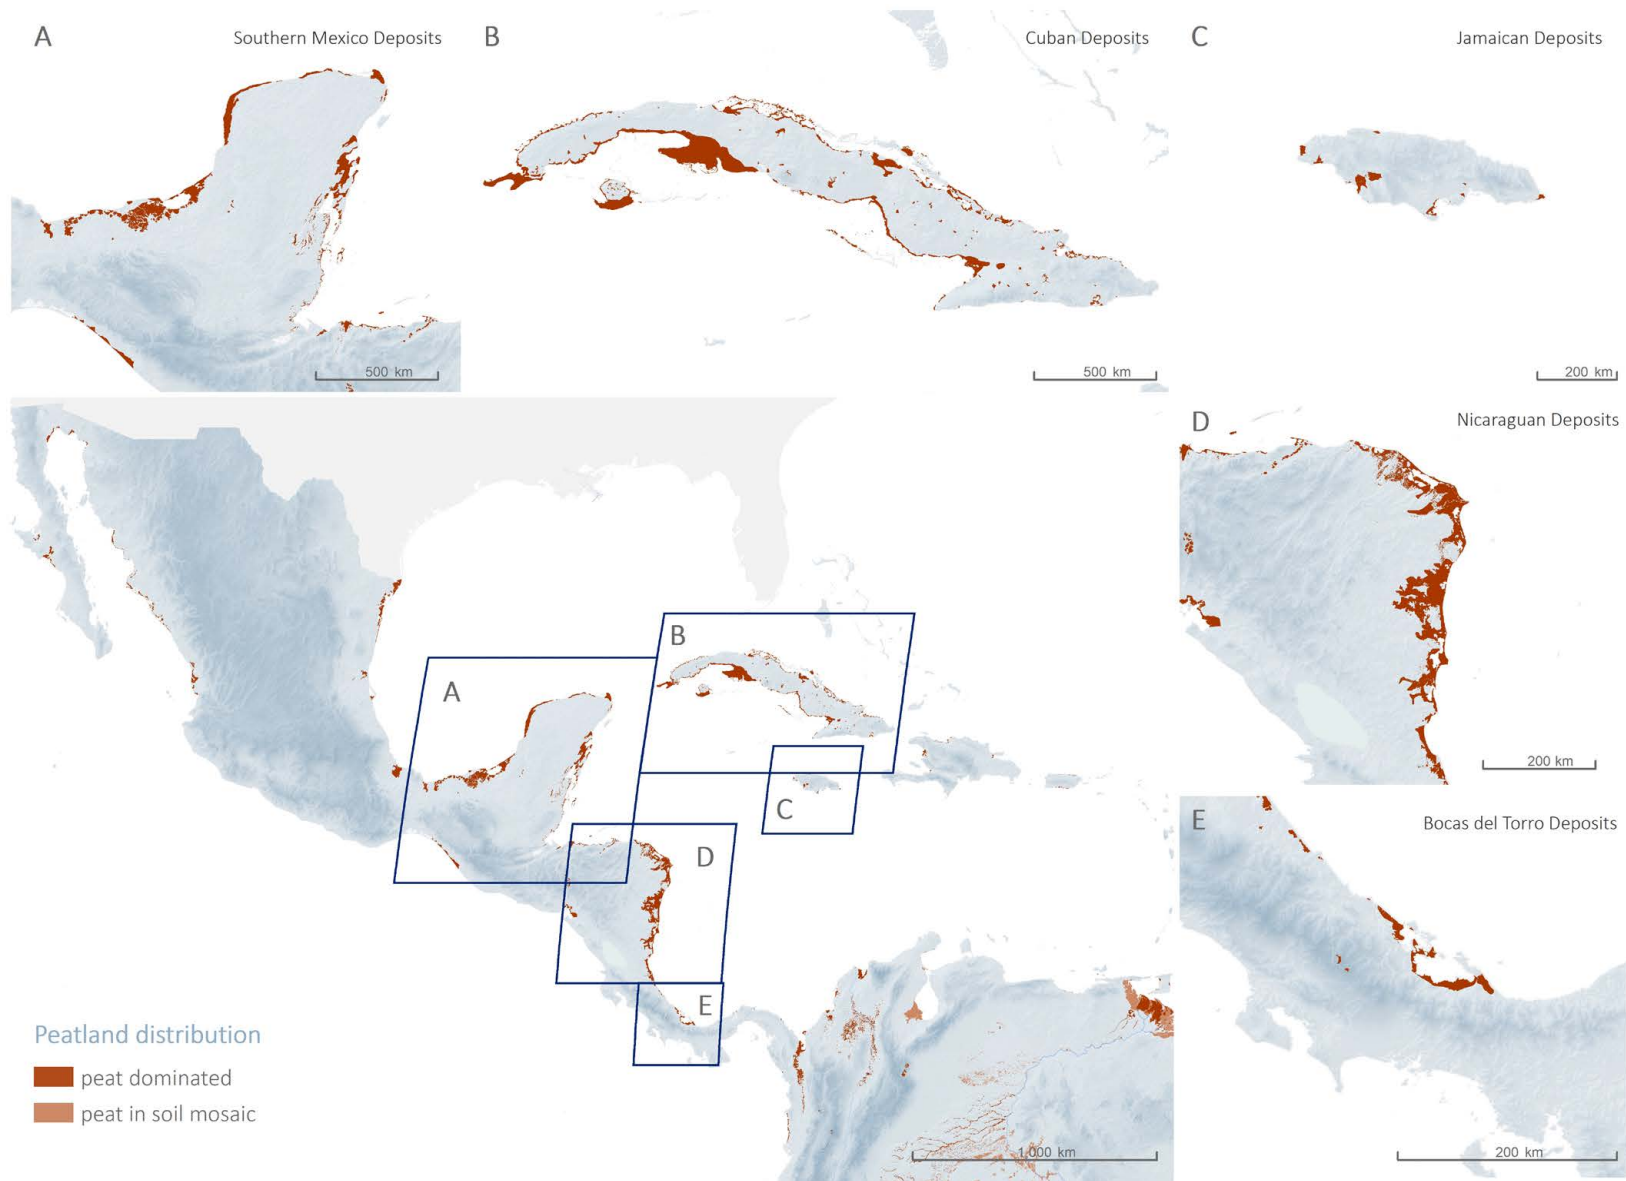 A
Southern Mexico Deposits
500 km
B
Cuban Deposits
500 km
C
Jamaican Deposits
200 km
A
B
C
D
E
Peatland distribution
peat dominated
peat in soil mosaic
1,000 km
D
Nicaraguan Deposits
200 km
E
Bocas del Torro Deposits
200 km